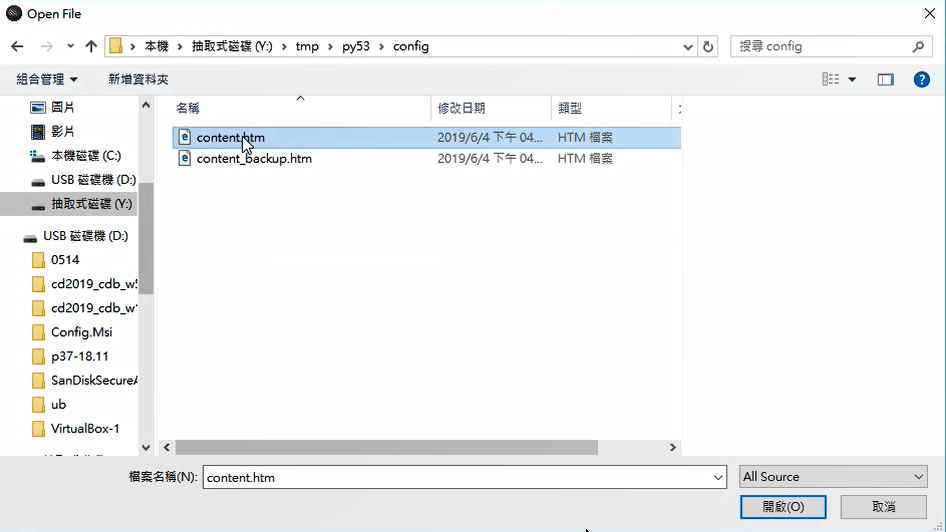 Open File
本機 抽取式磁碟 (Y:) tmp py53 config
搜尋 config
組合管理 新增資料夾
名稱 修改日期 類型
content.htm 2019/6/4 下午 04... HTM 檔案
content_backup.htm 2019/6/4 下午 04... HTM 檔案
圖片
影片
本機磁碟 (C:)
USB 磁碟機 (D:)
抽取式磁碟 (Y:)
USB 磁碟機 (D:)
0514
cd2019_cdb_w
cd2019_cdb_w
Config.Msi
p37-18.11
SanDiskSecureA
ub
VirtualBox-1
檔案名稱(N): content.htm
All Source
開啟(O) 取消